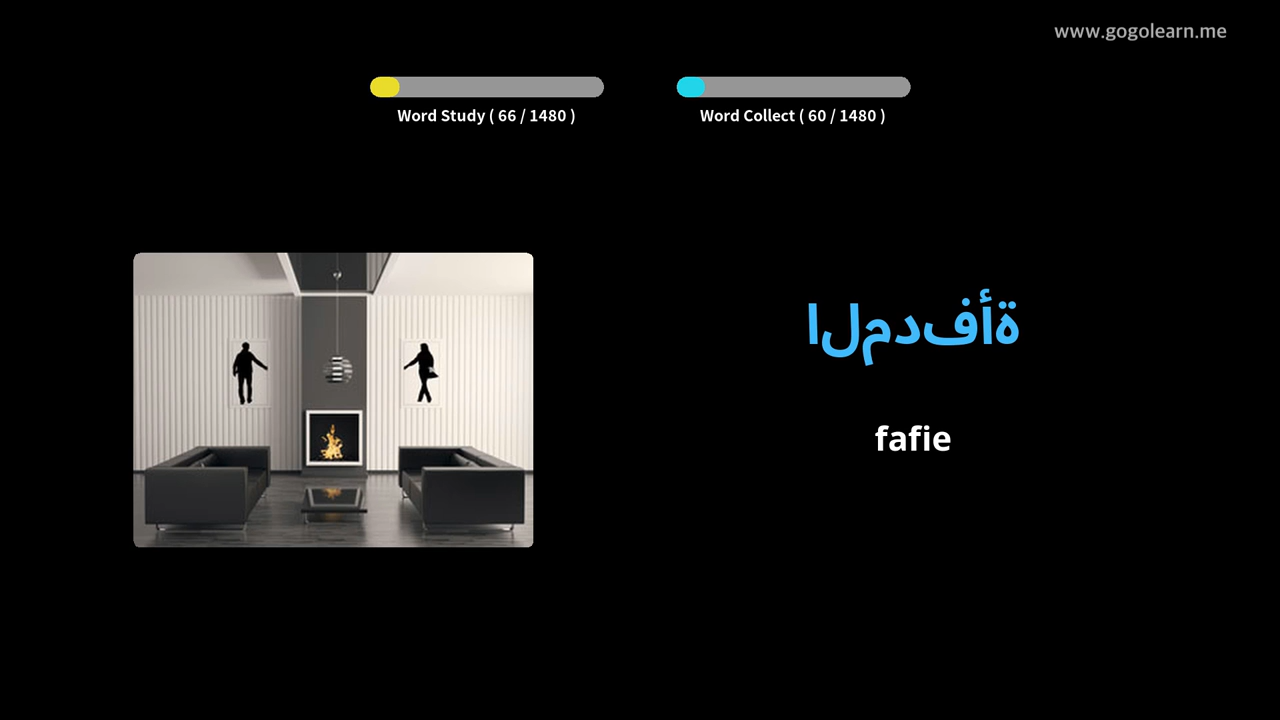 www.gogolearn.me
Word Study ( 66 / 1480 )
Word Collect ( 60 / 1480 )
المدفأة
fafie